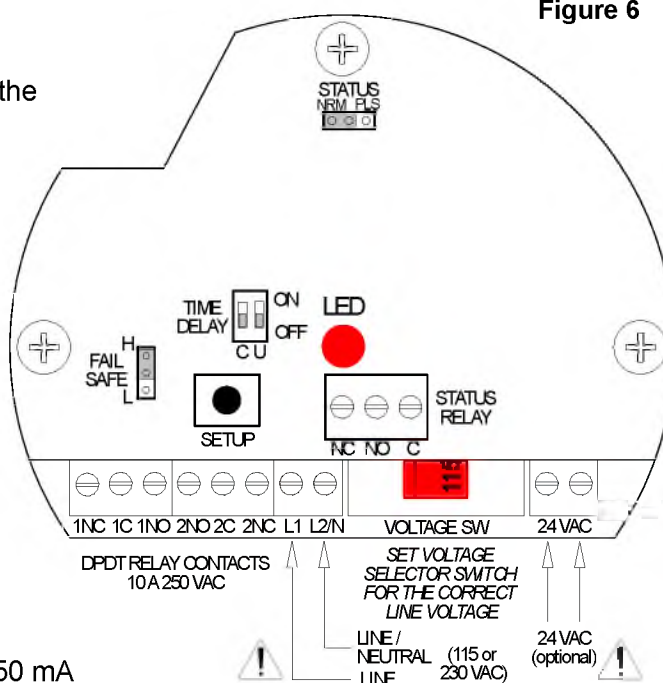 Figure 6
the
STATUS
NRM PLS
TIME
DELAY
ON
OFF
C U
LED
H
FAIL
SAFE
L
SETUP
STATUS
RELAY
NC NO C
115
1NC 1C 1NO 2NO 2C 2NC L1 L2/N VOLTAGE SW 24 VAC
DPDT RELAY CONTACTS
10 A 250 VAC
SET VOLTAGE
SELECTOR SWITCH
FOR THE CORRECT
LINE VOLTAGE
LINE /
NEUTRAL
LINE
(115 or
230 VAC)
24 VAC
(optional)
50 mA